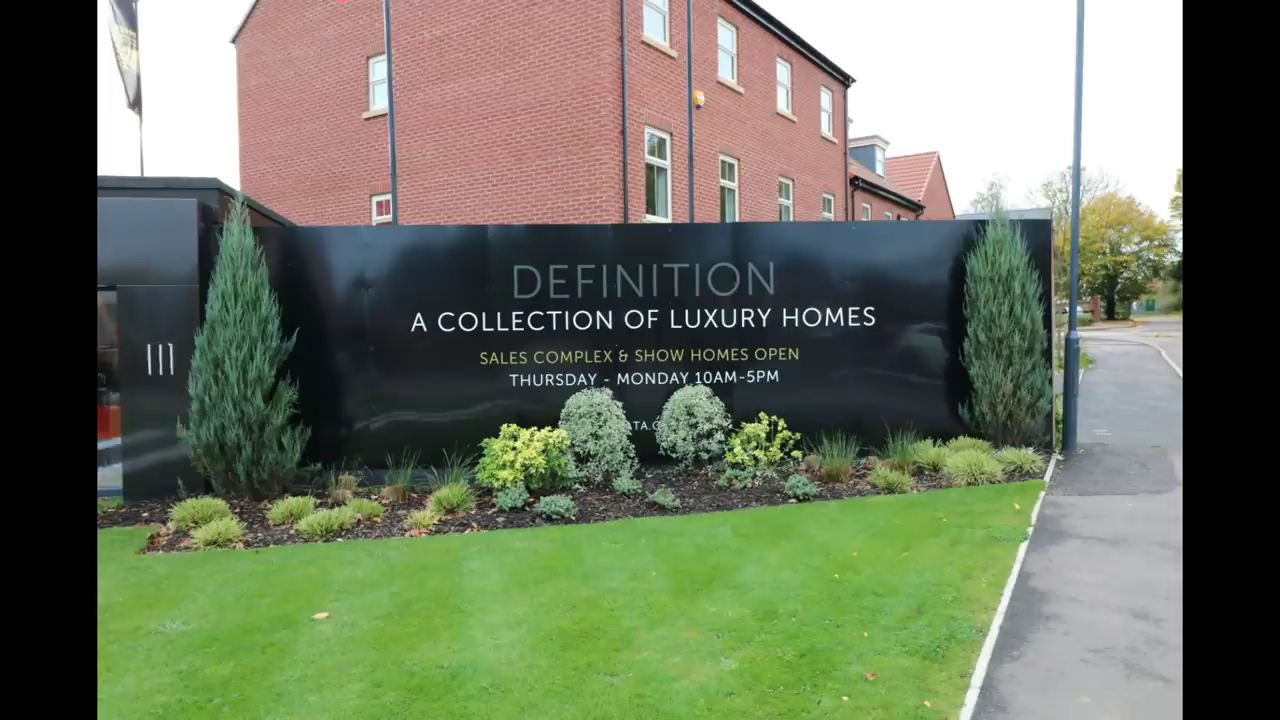 DEFINITION
A COLLECTION OF LUXURY HOMES
SALES COMPLEX & SHOW HOMES OPEN
THURSDAY - MONDAY 10AM-5PM